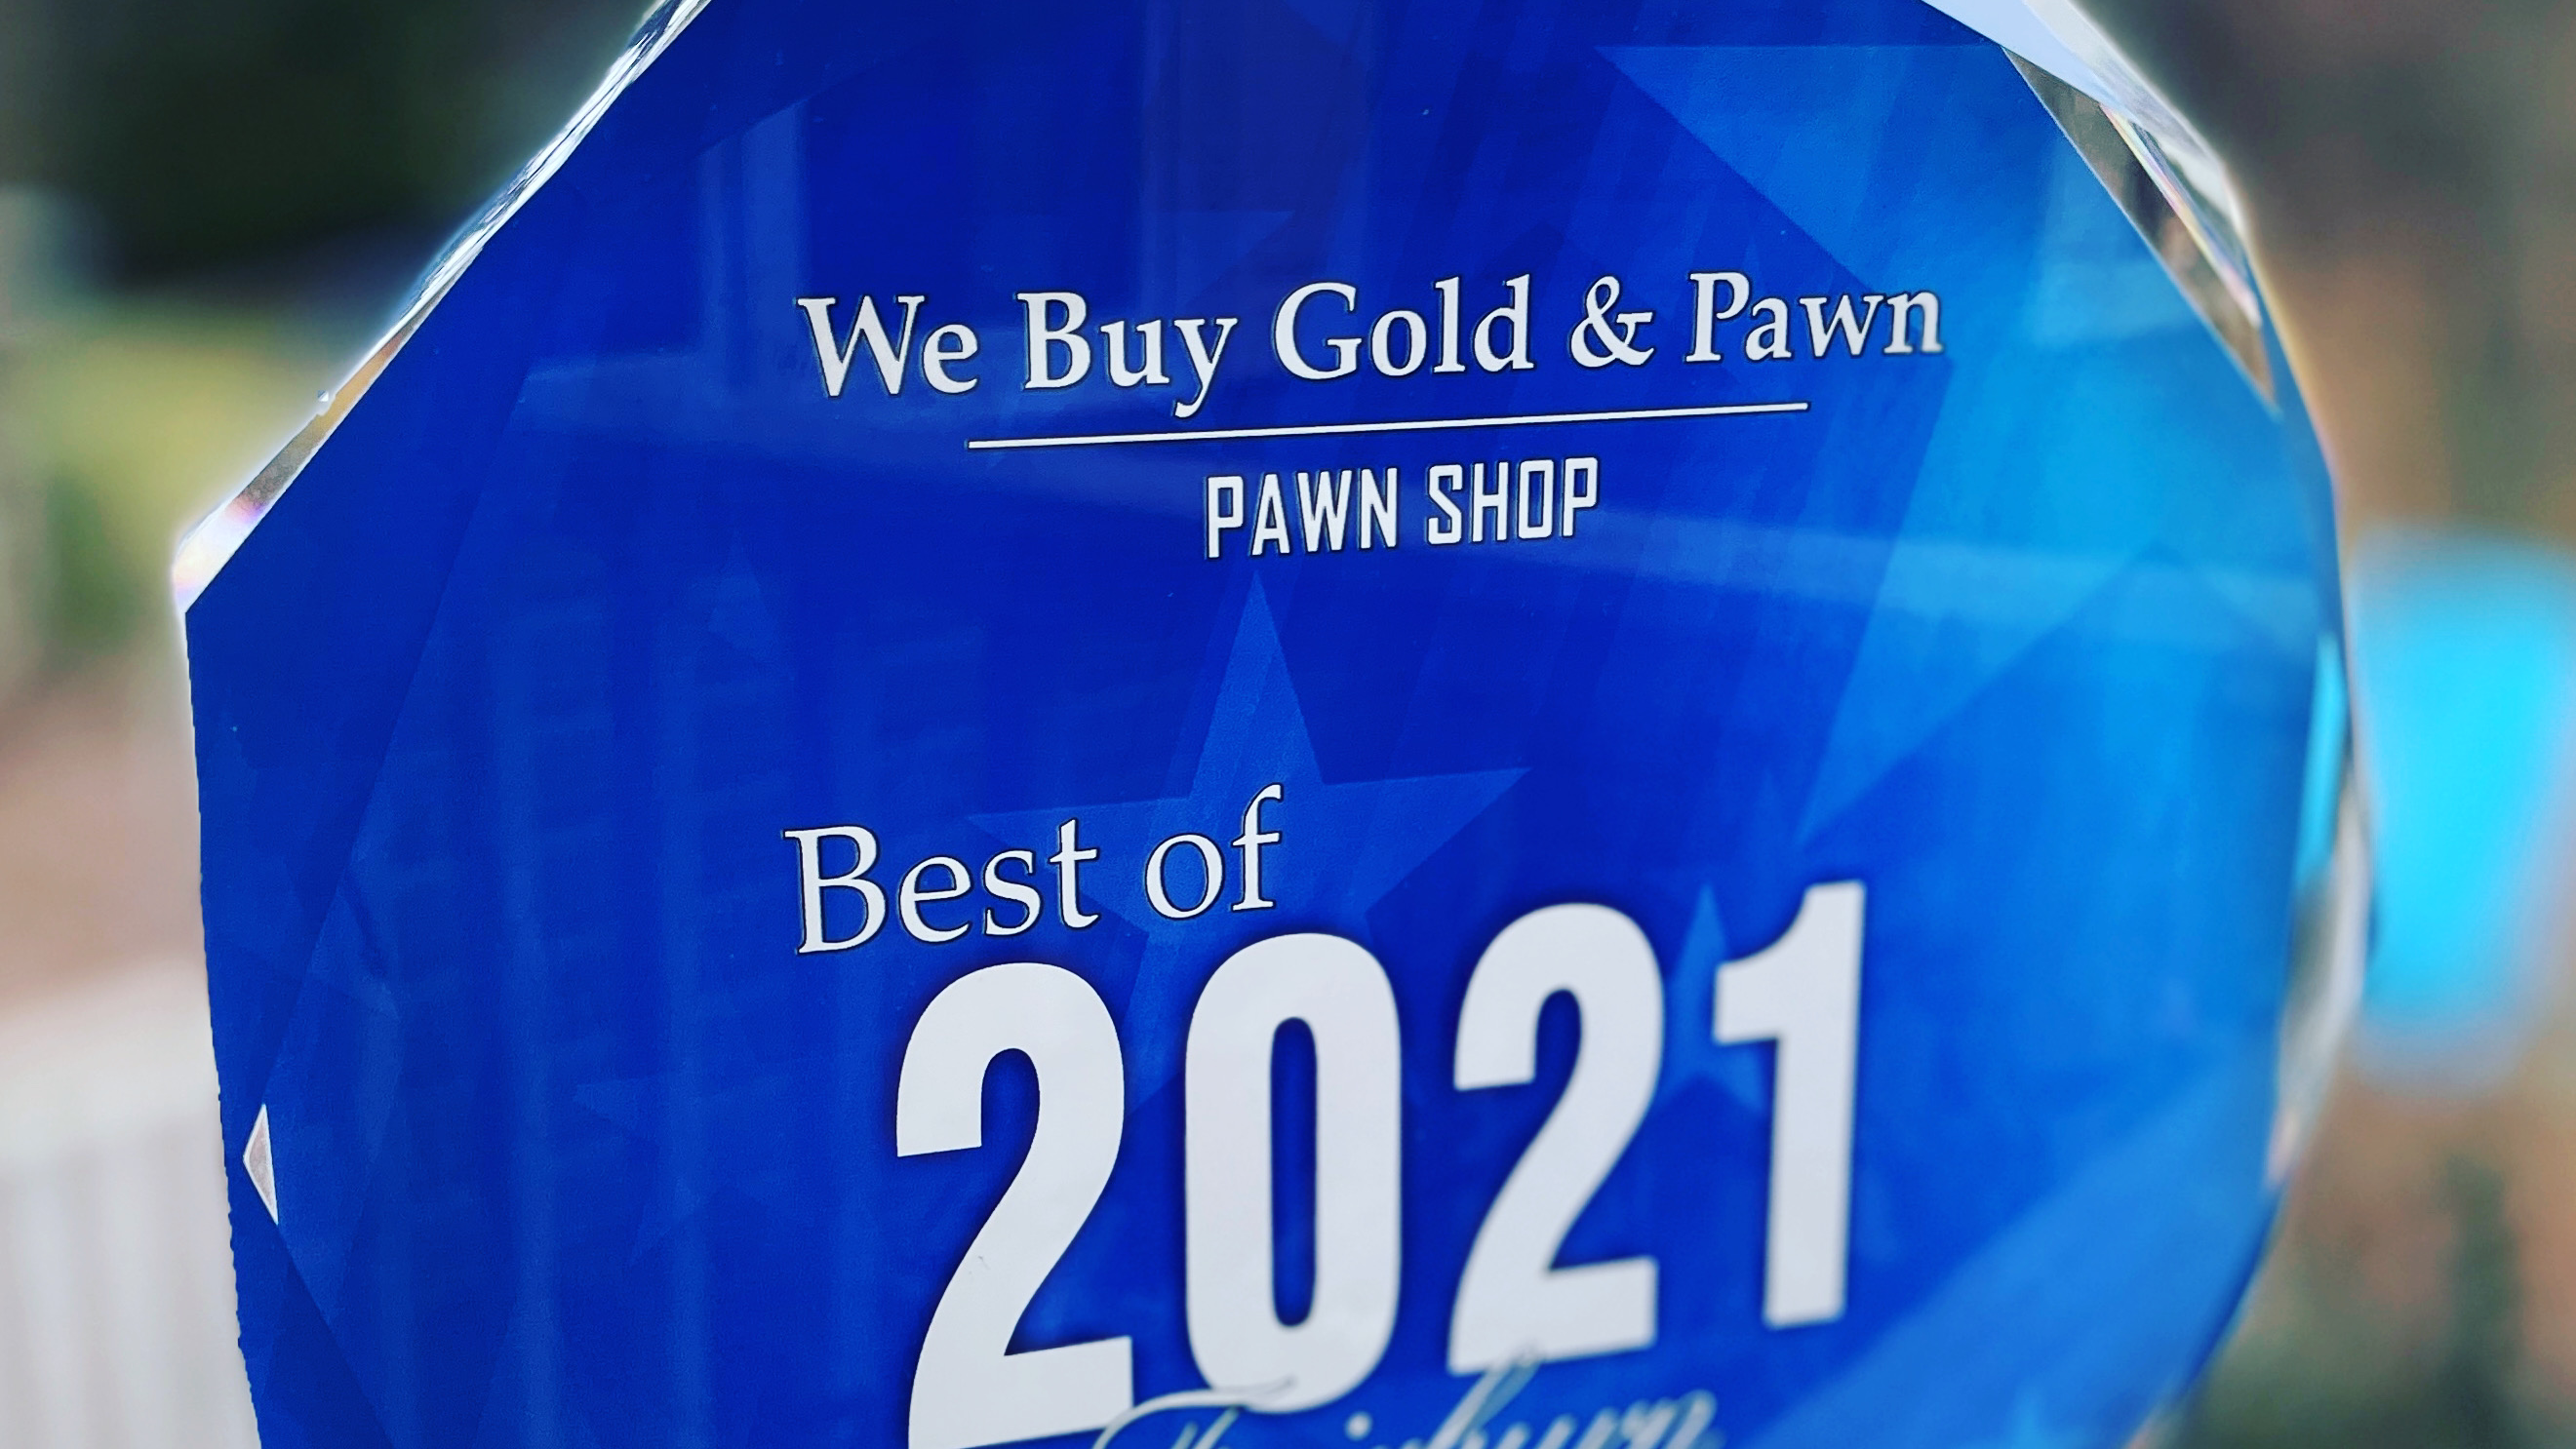 We Buy Gold & Pawn
PAWN SHOP
Best of
2021